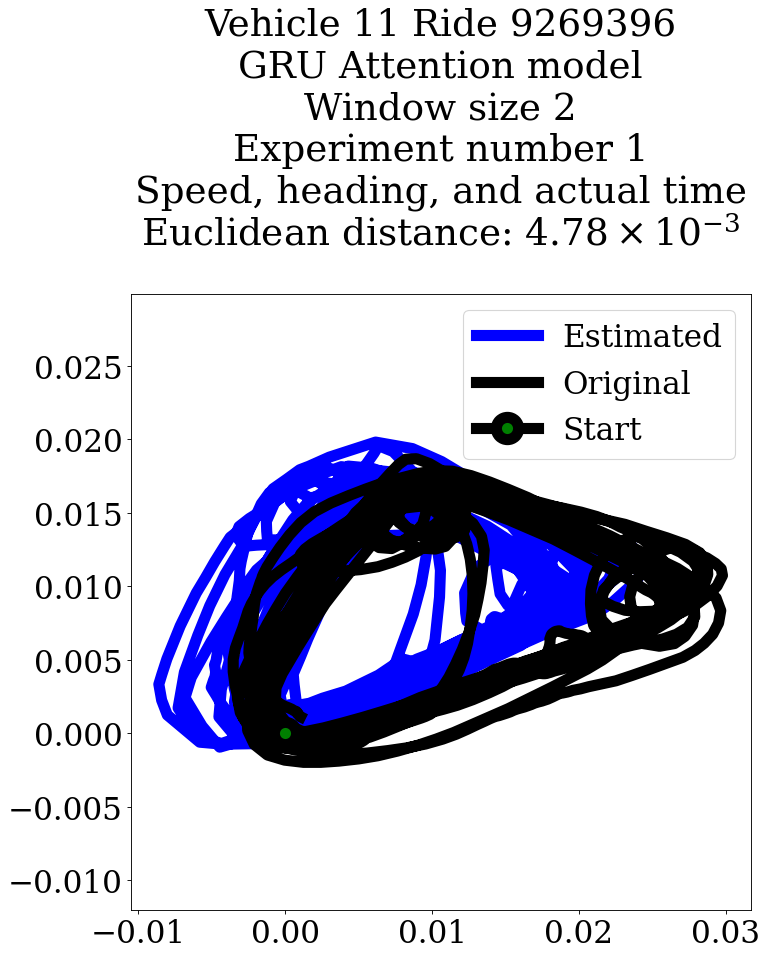 Vehicle 11 Ride 9269396
GRU Attention model
Window size 2
Experiment number 1
Speed, heading, and actual time
Euclidean distance: 4.78 × 10⁻³
Estimated
Original
Start
0.025
0.020
0.015
0.010
0.005
0.000
−0.005
−0.010
−0.01 0.00 0.01 0.02 0.03